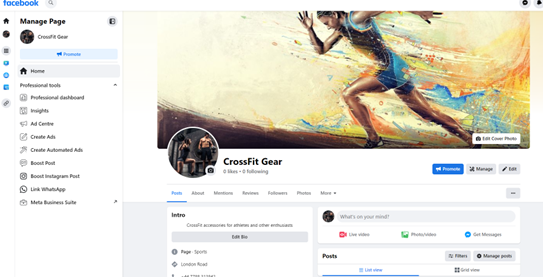 facebook
Manage Page
CrossFit Gear
Promote
Home
Professional tools
Professional dashboard
Insights
Ad Centre
Create Ads
Create Automated Ads
Boost Post
Boost Instagram Post
Link WhatsApp
Meta Business Suite
Edit Cover Photo
CrossFit Gear
0 likes • 0 following
Promote
Manage
Edit
Posts About Mentions Reviews Followers Photos More
Intro
CrossFit accessories for athletes and other enthusiasts
Edit Bio
Page · Sports
London Road
What's on your mind?
Live video
Photo/video
Get Messages
Posts
Filters
Manage posts
List view
Grid view